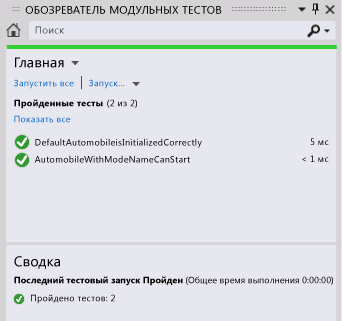 ОБОЗРЕВАТЕЛЬ МОДУЛЬНЫХ ТЕСТОВ
Поиск
Главная
Запустить все | Запуск...
Пройденные тесты (2 из 2)
Показать все
DefaultAutomobileisInitializedCorrectly 5 мс
AutomobileWithModeNameCanStart < 1 мс
Сводка
Последний тестовый запуск Пройден (Общее время выполнения 0:00:00)
Пройдено тестов: 2